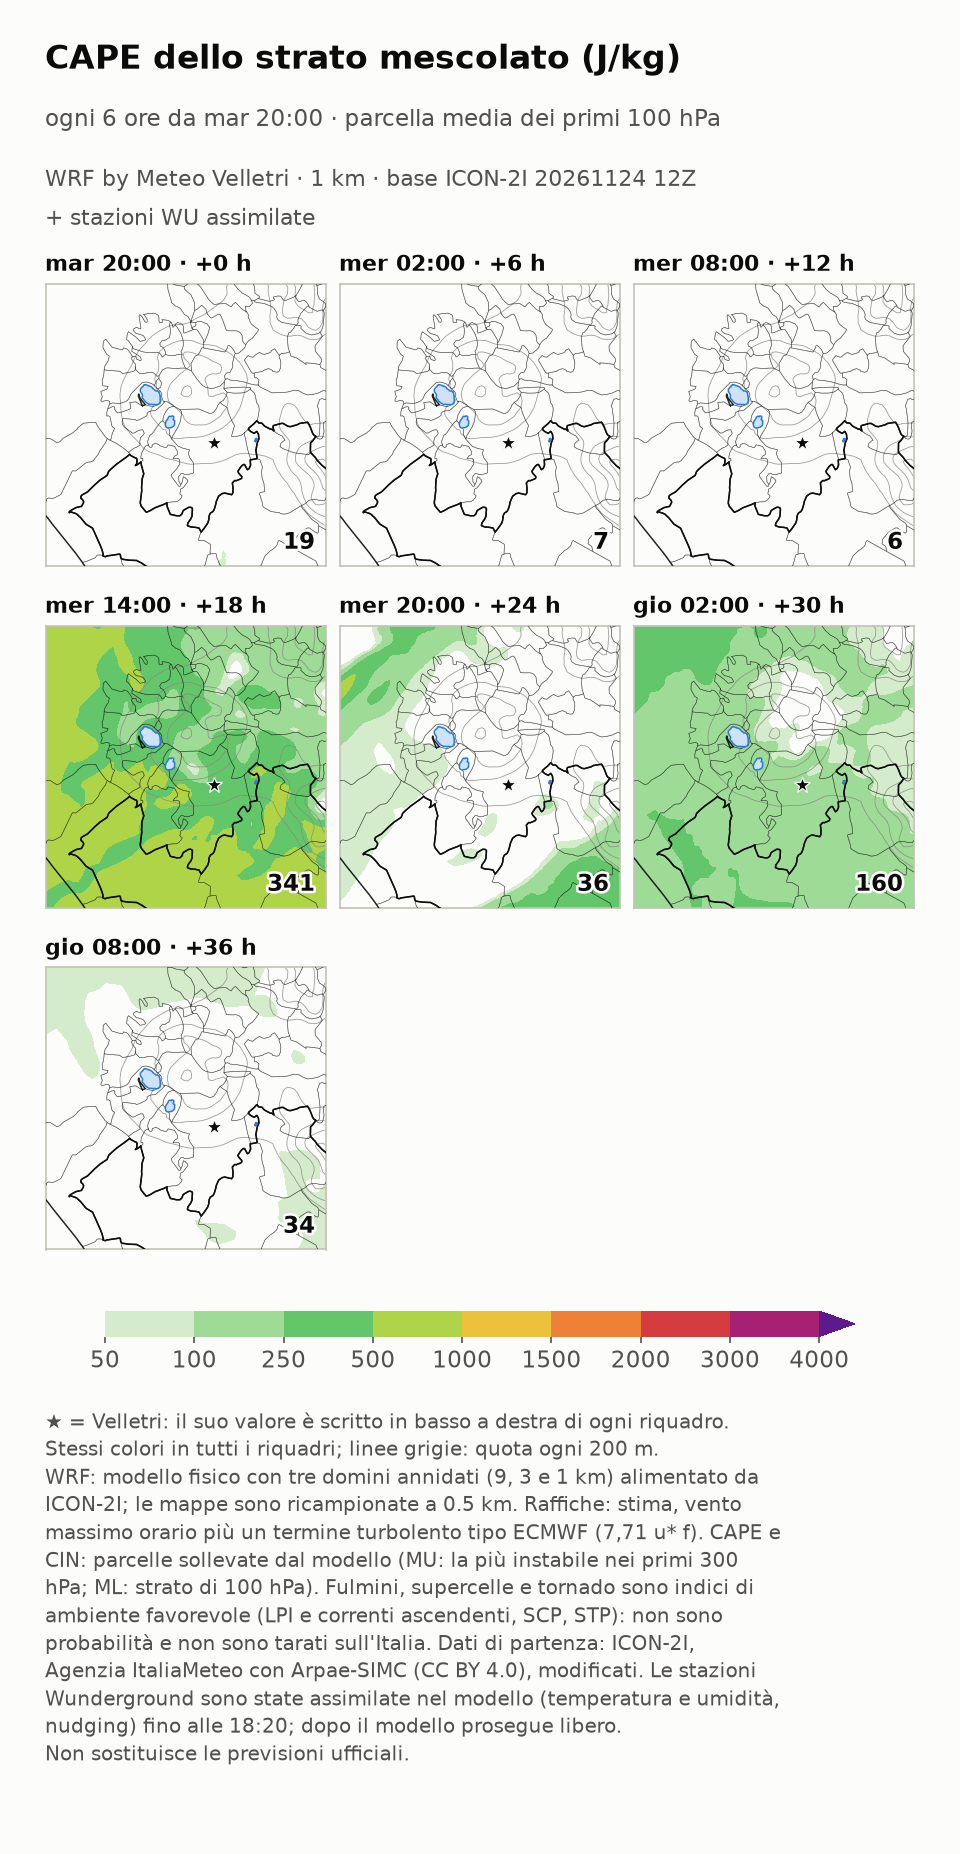 CAPE dello strato mescolato (J/kg)
ogni 6 ore da mar 20:00 · parcella media dei primi 100 hPa
WRF by Meteo Velletri · 1 km · base ICON-2I 20261124 12Z
+ stazioni WU assimilate
mar 20:00 · +0 h
mer 02:00 · +6 h
mer 08:00 · +12 h
19
7
6
mer 14:00 · +18 h
mer 20:00 · +24 h
gio 02:00 · +30 h
341
36
160
gio 08:00 · +36 h
34
50 100 250 500 1000 1500 2000 3000 4000
★ = Velletri: il suo valore è scritto in basso a destra di ogni riquadro.
Stessi colori in tutti i riquadri; linee grigie: quota ogni 200 m.
WRF: modello fisico con tre domini annidati (9, 3 e 1 km) alimentato da
ICON-2I; le mappe sono ricampionate a 0.5 km. Raffiche: stima, vento
massimo orario più un termine turbolento tipo ECMWF (7,71 u* f). CAPE e
CIN: parcelle sollevate dal modello (MU: la più instabile nei primi 300
hPa; ML: strato di 100 hPa). Fulmini, supercelle e tornado sono indici di
ambiente favorevole (LPI e correnti ascendenti, SCP, STP): non sono
probabilità e non sono tarati sull'Italia. Dati di partenza: ICON-2I,
Agenzia ItaliaMeteo con Arpae-SIMC (CC BY 4.0), modificati. Le stazioni
Wunderground sono state assimilate nel modello (temperatura e umidità,
nudging) fino alle 18:20; dopo il modello prosegue libero.
Non sostituisce le previsioni ufficiali.